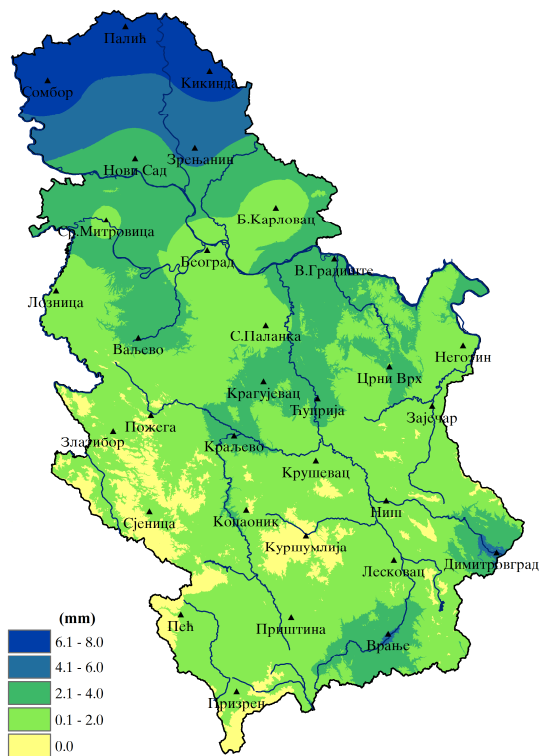 Палић
Сомбор
Кикинда
Зрењанин
Нови Сад
Б.Карловац
Ср.Митровица
Београд
В.Градиште
Лозница
С.Паланка
Ваљево
Неготин
Црни Врх
Крагујевац
Ћуприја
Зајечар
Пожега
Златибор
Краљево
Крушевац
Сјеница
Копаоник
Ниш
Куршумлија
Димитровград
Лесковац
Пећ
Приштина
Врање
Призрен
(mm)
6.1 - 8.0
4.1 - 6.0
2.1 - 4.0
0.1 - 2.0
0.0